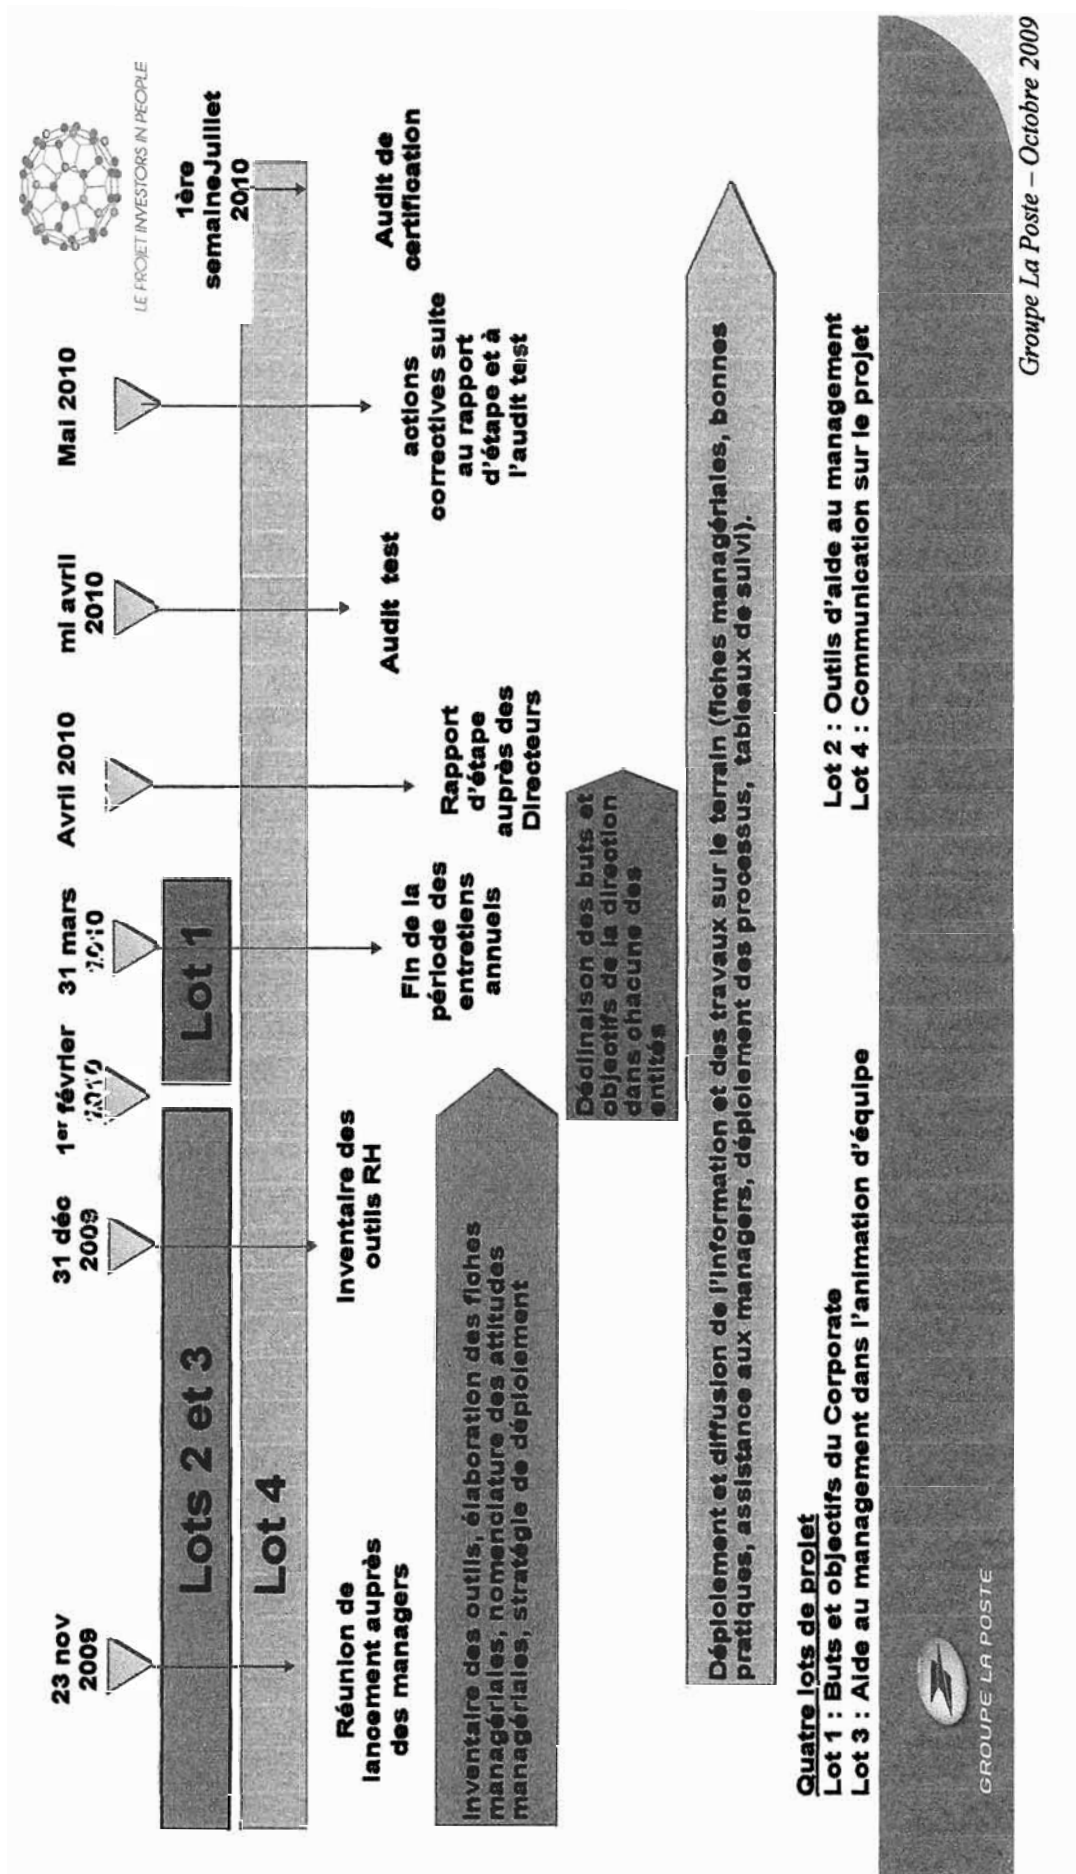 LE PROJET INVESTORS IN PEOPLE
23 nov
2009
31 déc
2009
1er février
2010
31 mars
2010
Avril 2010
mi avril
2010
Mai 2010
1ère
semaineJuillet
2010
Lots 2 et 3
Lot 1
Lot 4
Réunion de
lancement auprès
des managers
Inventaire des
outils RH
Fin de la
période des
entretiens
annuels
Rapport
d'étape
auprès des
Directeurs
Audit test
actions
correctives suite
au rapport
d'étape et à
l'audit test
Audit de
certification
Inventaire des outils, élaboration des fiches
managériales, nomenclature des attitudes
managériales, stratégie de déploiement
Déclinaison des buts et
objectifs de la direction
dans chacune des
entités
Déploiement et diffusion de l'information et des travaux sur le terrain (fiches managériales, bonnes
pratiques, assistance aux managers, déploiement des processus, tableaux de suivi).
Quatre lots de projet
Lot 1 : Buts et objectifs du Corporate
Lot 2 : Outils d'aide au management
Lot 3 : Aide au management dans l'animation d'équipe
Lot 4 : Communication sur le projet
GROUPE LA POSTE
Groupe La Poste – Octobre 2009